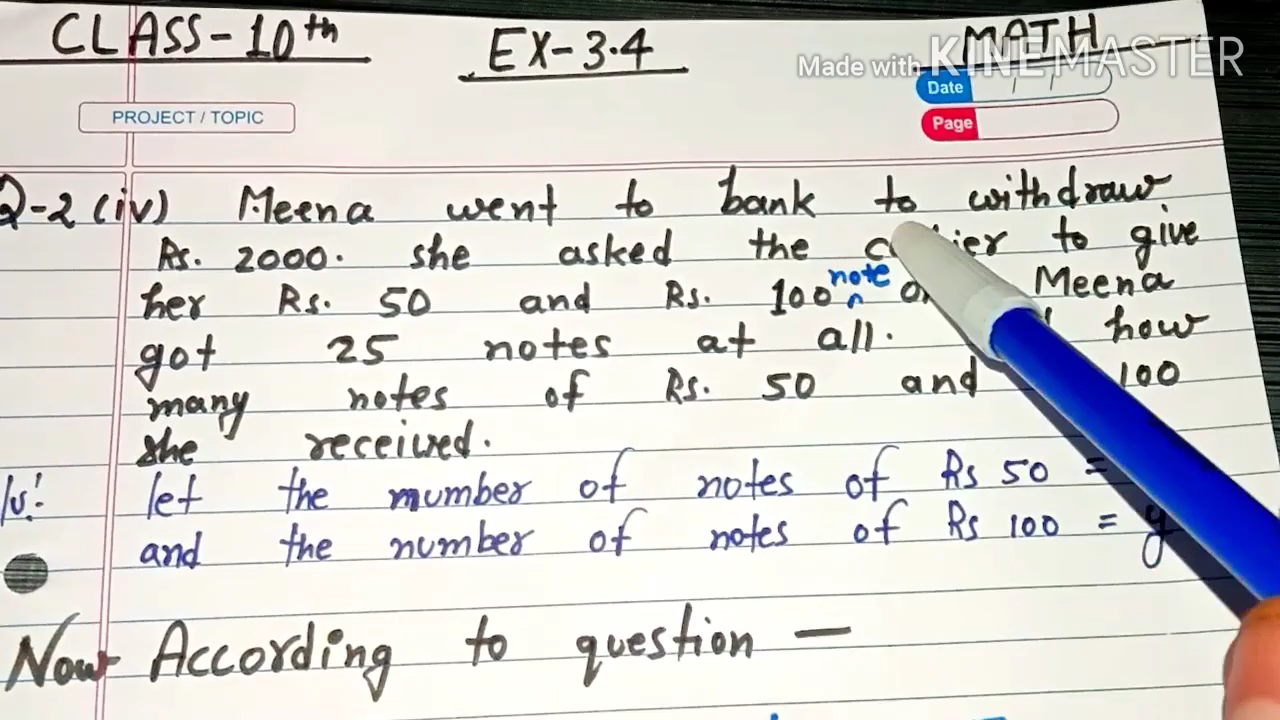 CLASS-10th EX-3.4 MATH
Made with KINEMASTER
Date
PROJECT / TOPIC
Page
Q-2 (iv) Meena went to bank to withdraw
Rs. 2000. she asked the to give
her Rs. 50 and Rs. 100 note Meena
got 25 notes at all. how
many notes of Rs. 50 and 100
she received.
let the mumber of notes of Rs 50 =
and the number of notes of Rs 100 = y
Now According to question —